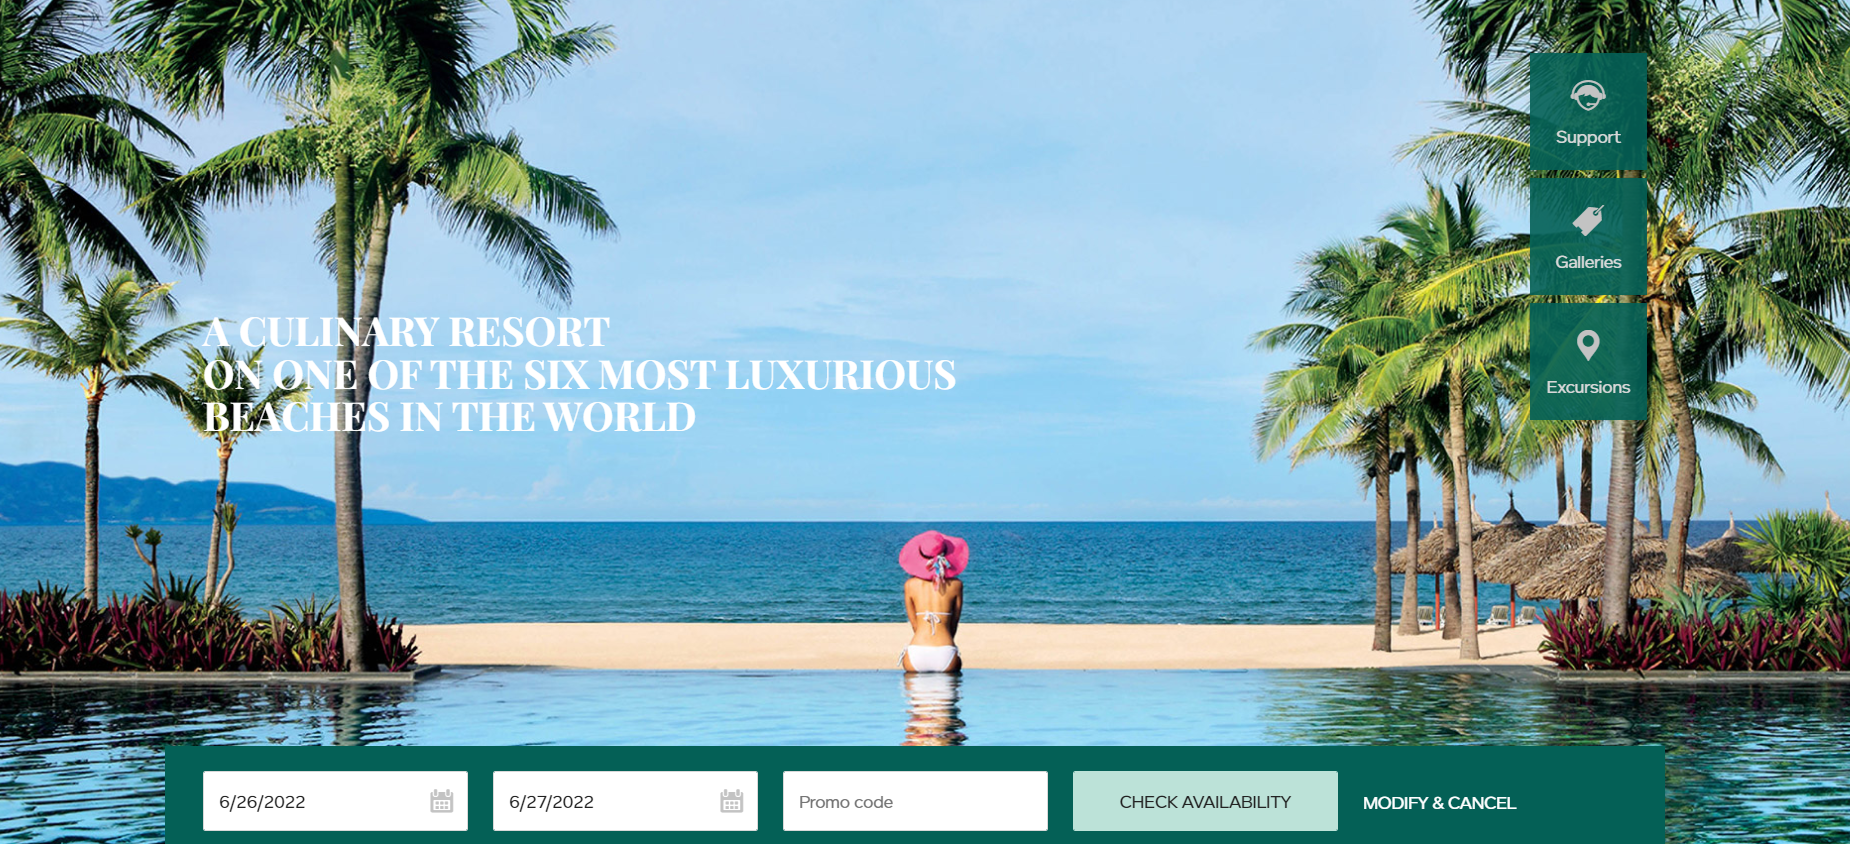 Support
Galleries
Excursions
A CULINARY RESORT
ON ONE OF THE SIX MOST LUXURIOUS
BEACHES IN THE WORLD
6/26/2022
6/27/2022
Promo code
CHECK AVAILABILITY
MODIFY & CANCEL